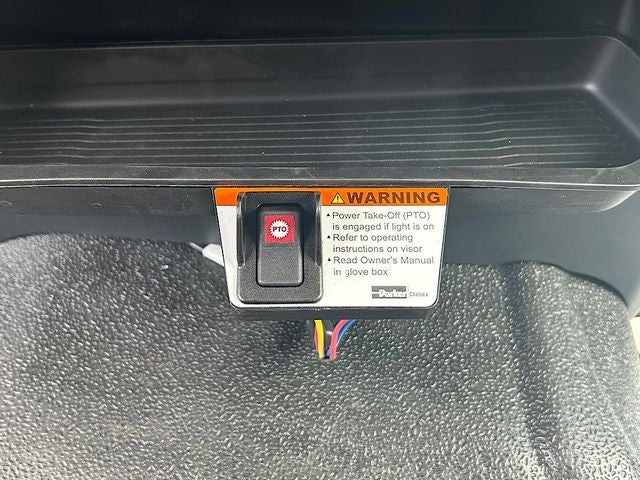 WARNING
PTO
▲ Power Take-Off (PTO)
is engaged if light is on
▲ Refer to operating
instructions on visor
▲ Read Owner's Manual
in glove box
Parker Chelsea